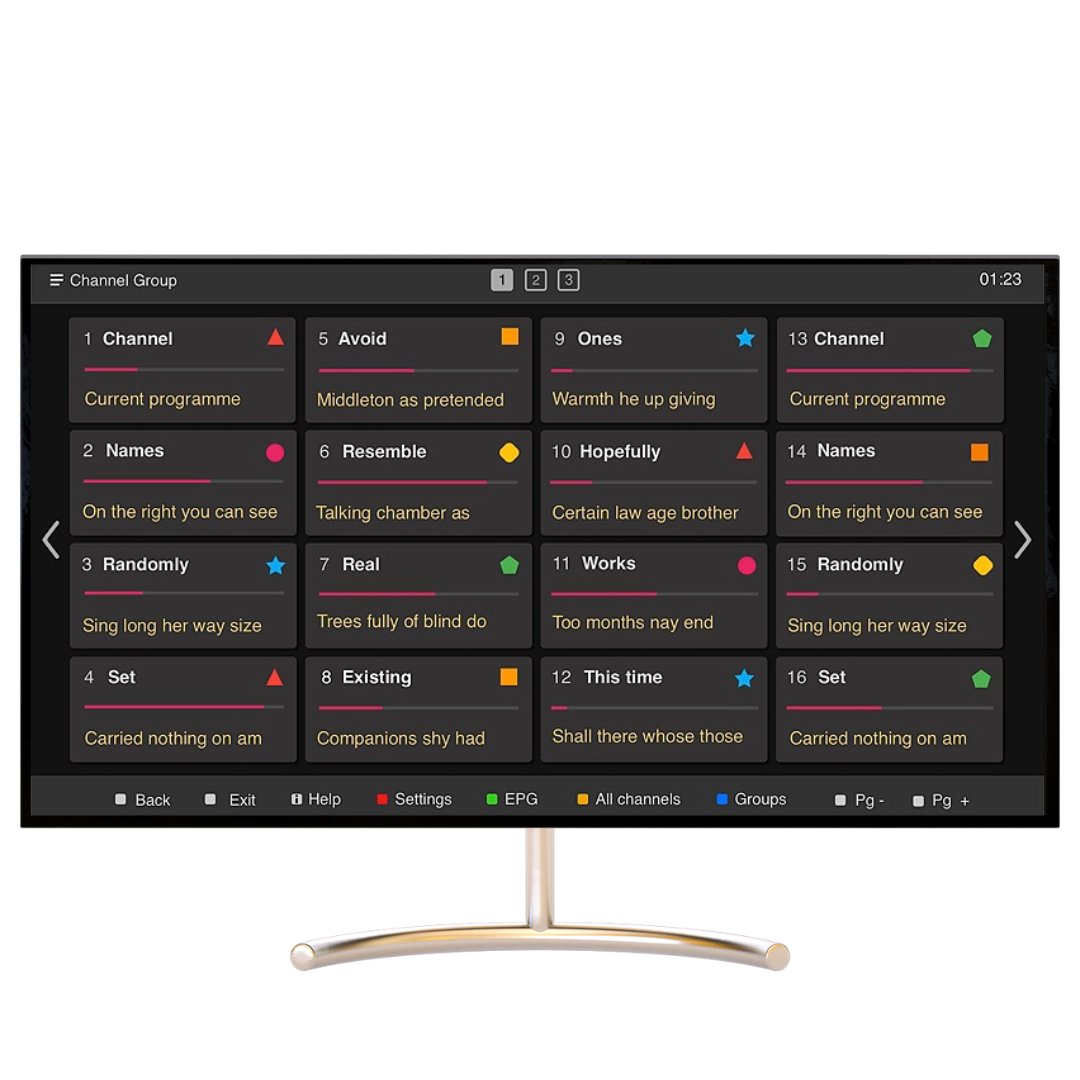 Channel Group
1 2 3
01:23
1 Channel
Current programme
5 Avoid
Middleton as pretended
9 Ones
Warmth he up giving
13 Channel
Current programme
2 Names
On the right you can see
6 Resemble
Talking chamber as
10 Hopefully
Certain law age brother
14 Names
On the right you can see
3 Randomly
Sing long her way size
7 Real
Trees fully of blind do
11 Works
Too months nay end
15 Randomly
Sing long her way size
4 Set
Carried nothing on am
8 Existing
Companions shy had
12 This time
Shall there whose those
16 Set
Carried nothing on am
Back Exit i Help Settings EPG All channels Groups Pg - Pg +